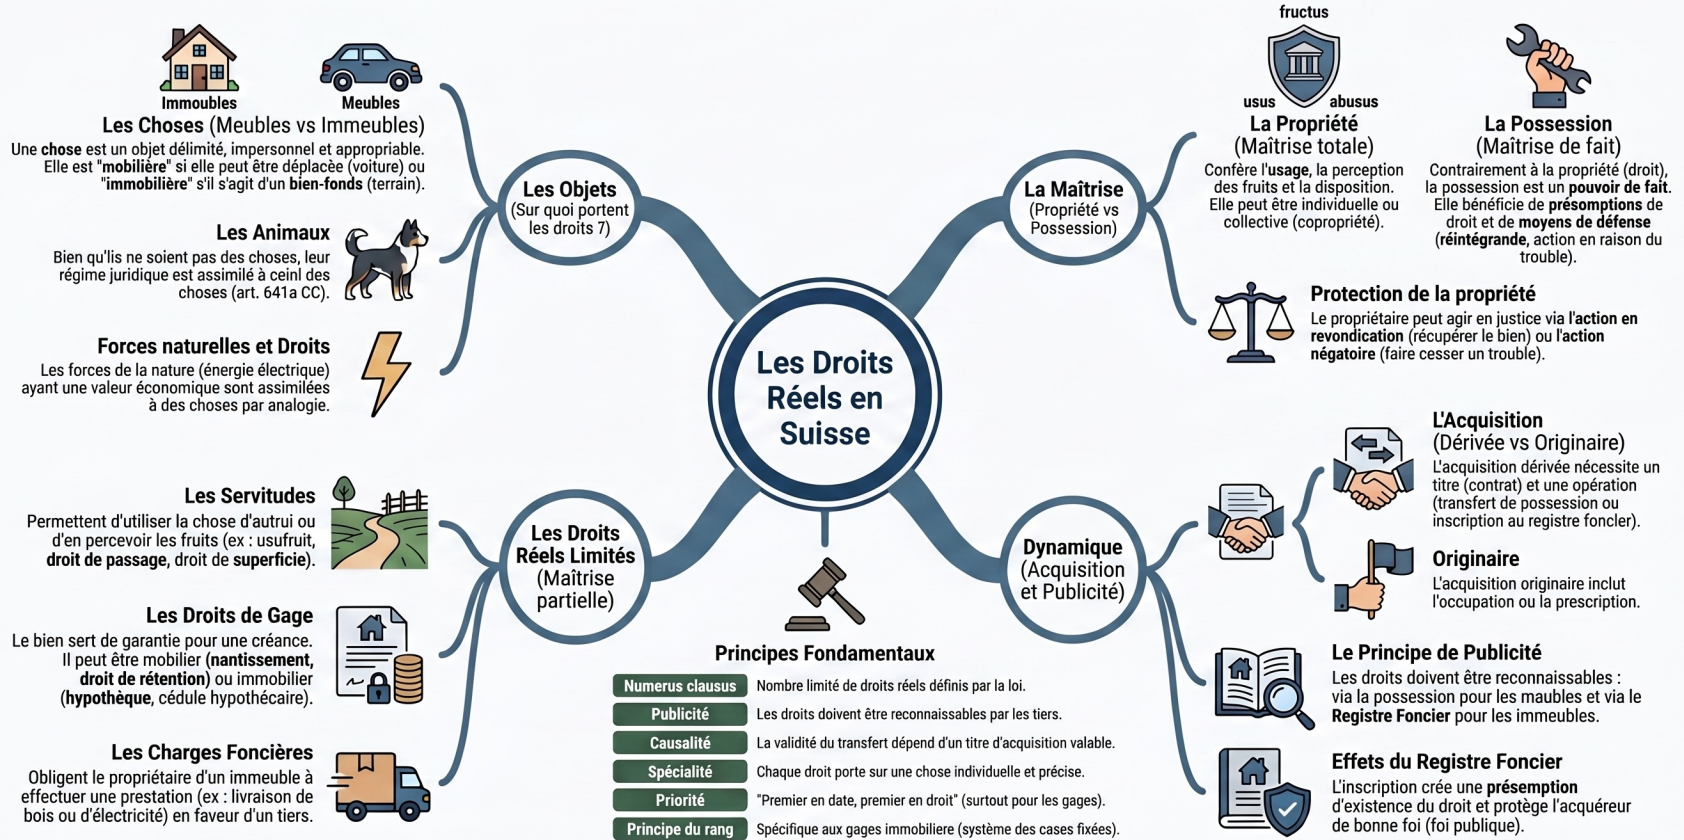 Immoubles
Meubles
Les Choses (Meubles vs Immeubles)
Une chose est un objet délimité, impersonnel et appropriable.
Elle est "mobilière" si elle peut être déplacèe (voiture) ou
"immobilière" s'il s'agit d'un bien-fonds (terrain).
Les Animaux
Bien qu'lis ne soient pas des choses, leur
régime juridique est assimilé à ceinl des
choses (art. 641a CC).
Forces naturelles et Droits
Les forces de la nature (énergie électrique)
ayant une valeur économique sont assimilées
à des choses par analogie.
Les Objets
(Sur quoi portent
les droits 7)
fructus
usus
abusus
La Propriété
(Maîtrise totale)
Confère l'usage, la perception
des fruits et la disposition.
Elle peut être individuelle ou
collective (copropriété).
La Possession
(Maîtrise de fait)
Contrairement à la propriété (droit),
la possession est un pouvoir de fait.
Elle bénéficie de présomptions de
droit et de moyens de défense
(réintégrande, action en raison du
trouble).
La Maîtrise
(Propriété vs
Possession)
Protection de la propriété
Le propriétaire peut agir en justice via l'action en
revondication (récupérer le bien) ou l'action
négatoire (faire cesser un trouble).
Les Droits
Réels en
Suisse
Les Servitudes
Permettent d'utiliser la chose d'autrui ou
d'en percevoir les fruits (ex : usufruit,
droit de passage, droit de superficie).
Les Droits de Gage
Le bien sert de garantie pour une créance.
Il peut être mobilier (nantissement,
droit de rétention) ou immobilier
(hypothèque, cédule hypothécaire).
Les Charges Foncières
Obligent le propriétaire d'un immeuble à
effectuer une prestation (ex : livraison de
bois ou d'électricité) en faveur d'un tiers.
Les Droits
Réels Limités
(Maîtrise
partielle)
Principes Fondamentaux
Numerus clausus Nombre limité de droits réels définis par la loi.
Publicité Les droits doivent être reconnaissables par les tiers.
Causalité La validité du transfert dépend d'un titre d'acquisition valable.
Spécialité Chaque droit porte sur une chose individuelle et précise.
Priorité "Premier en date, premier en droit" (surtout pour les gages).
Principe du rang Spécifique aux gages immobiliere (système des cases fixées).
Dynamique
(Acquisition
et Publicité)
L'Acquisition
(Dérivée vs Originaire)
L'acquisition dérivée nécessite un
titre (contrat) et une opération
(transfert de possession ou
inscription au registre foncler).
Originaire
L'acquisition originaire inclut
l'occupation ou la prescription.
Le Principe de Publicité
Les droits doivent être reconnaissables :
via la possession pour les maubles et via le
Registre Foncier pour les immeubles.
Effets du Registre Foncier
L'inscription crée une présemption
d'existence du droit et protège l'acquéreur
de bonne foi (foi publique).